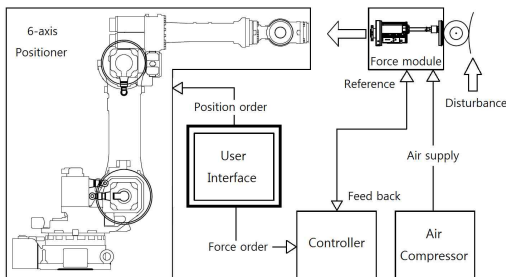 6-axis
Positioner
Force module
Reference
Disturbance
Position order
User
Interface
Air supply
Feed back
Force order
Controller
Air
Compressor